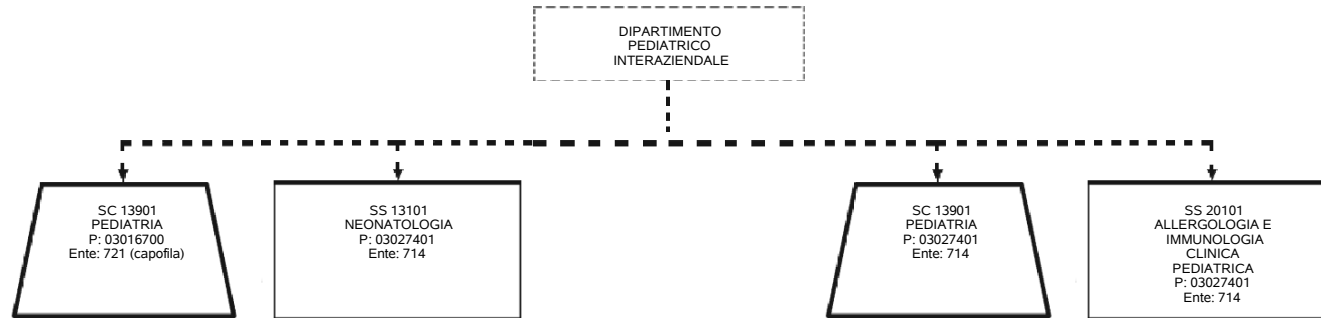 DIPARTIMENTO
PEDIATRICO
INTERAZIENDALE
SC 13901
PEDIATRIA
P: 03016700
Ente: 721 (capofila)
SS 13101
NEONATOLOGIA
P: 03027401
Ente: 714
SC 13901
PEDIATRIA
P: 03027401
Ente: 714
SS 20101
ALLERGOLOGIA E
IMMUNOLOGIA
CLINICA
PEDIATRICA
P: 03027401
Ente: 714